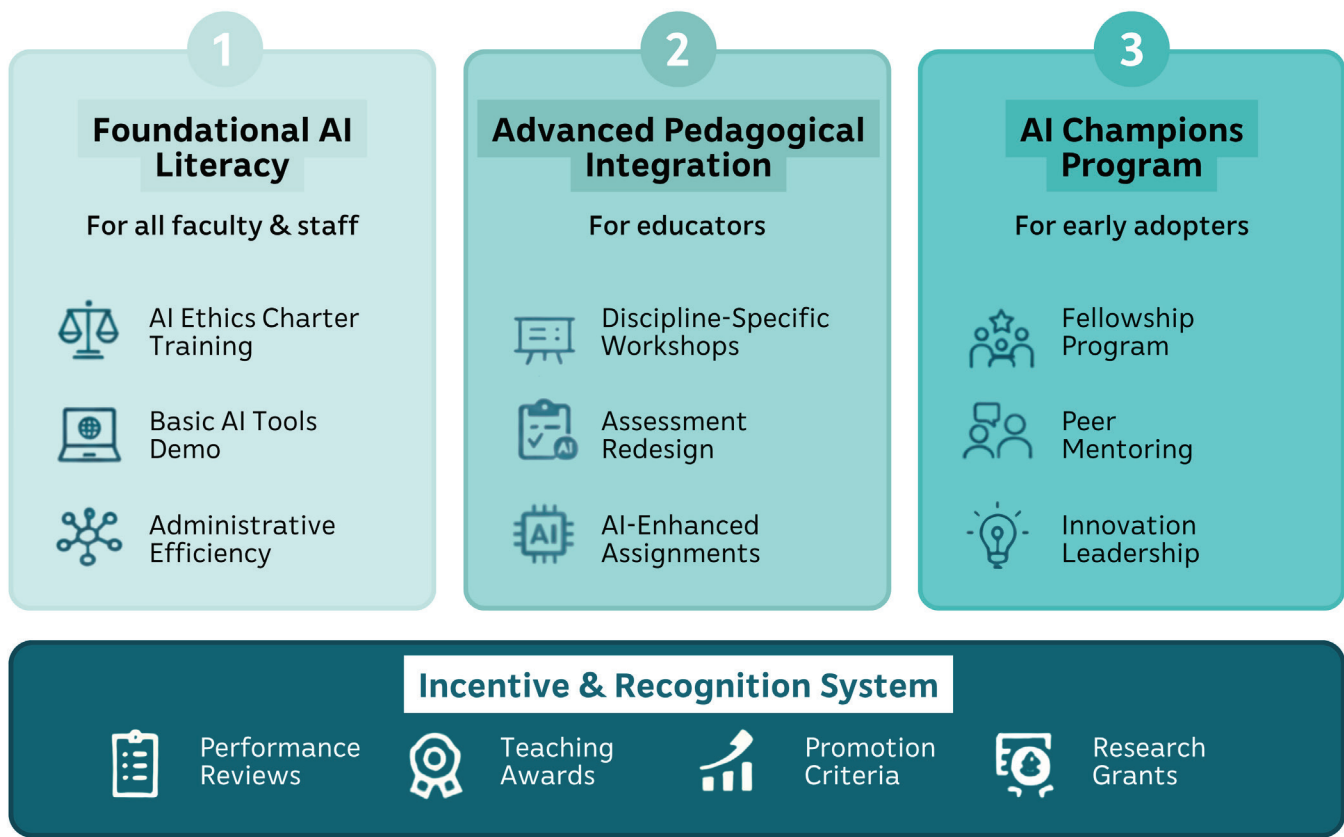 1
Foundational AI
Literacy
For all faculty & staff
AI Ethics Charter
Training
Basic AI Tools
Demo
Administrative
Efficiency
2
Advanced Pedagogical
Integration
For educators
Discipline-Specific
Workshops
Assessment
Redesign
AI
AI-Enhanced
Assignments
AI
3
AI Champions
Program
For early adopters
Fellowship
Program
Peer
Mentoring
Innovation
Leadership
Incentive & Recognition System
Performance
Reviews
Teaching
Awards
Promotion
Criteria
Research
Grants